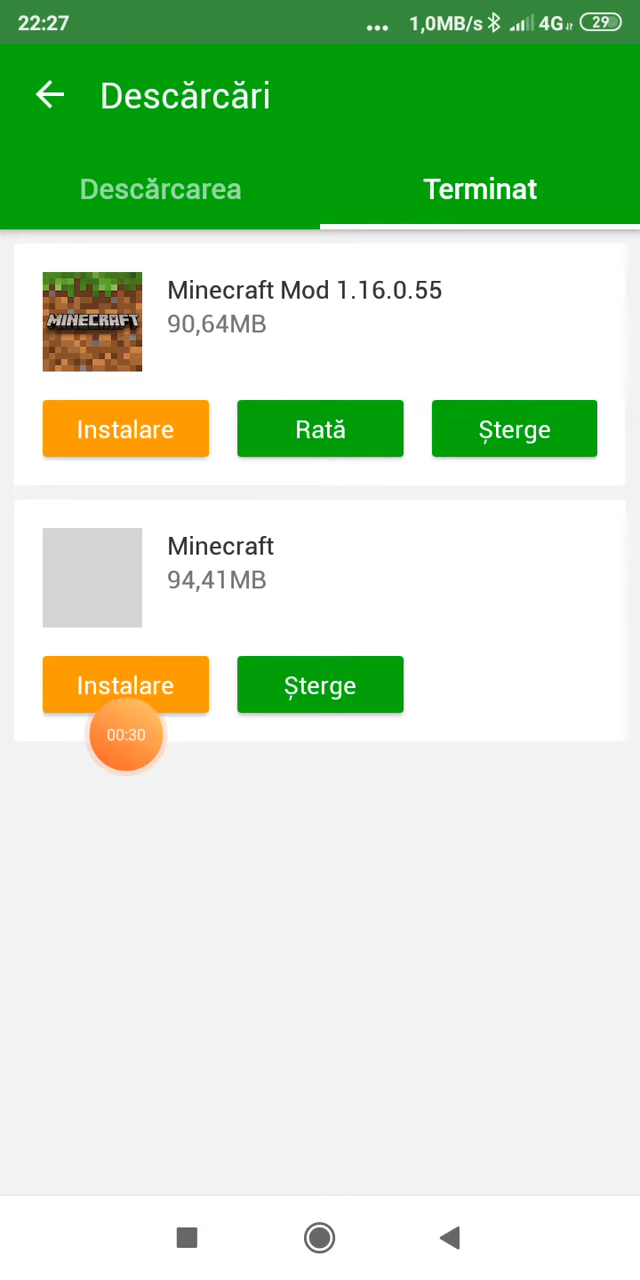 22:27 ... 1,0MB/s 4G 29
Descărcări
Descărcarea Terminat
MINECRAFT
Minecraft Mod 1.16.0.55
90,64MB
Instalare Rată Șterge
Minecraft
94,41MB
Instalare Șterge
00:30